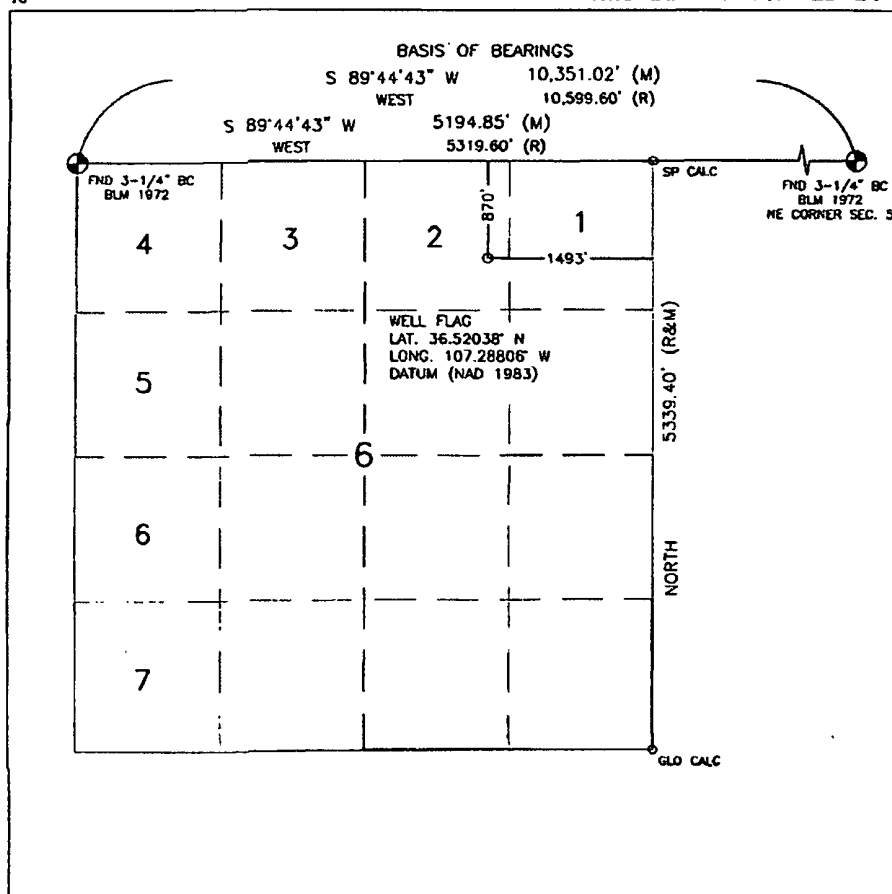 BASIS OF BEARINGS
S 89°44'43" W 10,351.02' (M)
WEST 10,599.60' (R)
S 89°44'43" W 5194.85' (M)
WEST 5319.60' (R)
FND 3-1/4" BC
BLM 1972
SP CALC
FND 3-1/4" BC
BLM 1972
NE CORNER SEC. 5
4
3
2
870'
1
1493'
WELL FLAG
LAT. 36.52038° N
LONG. 107.28806° W
DATUM (NAD 1983)
5339.40' (R&M)
5
6
6
NORTH
7
GLO CALC